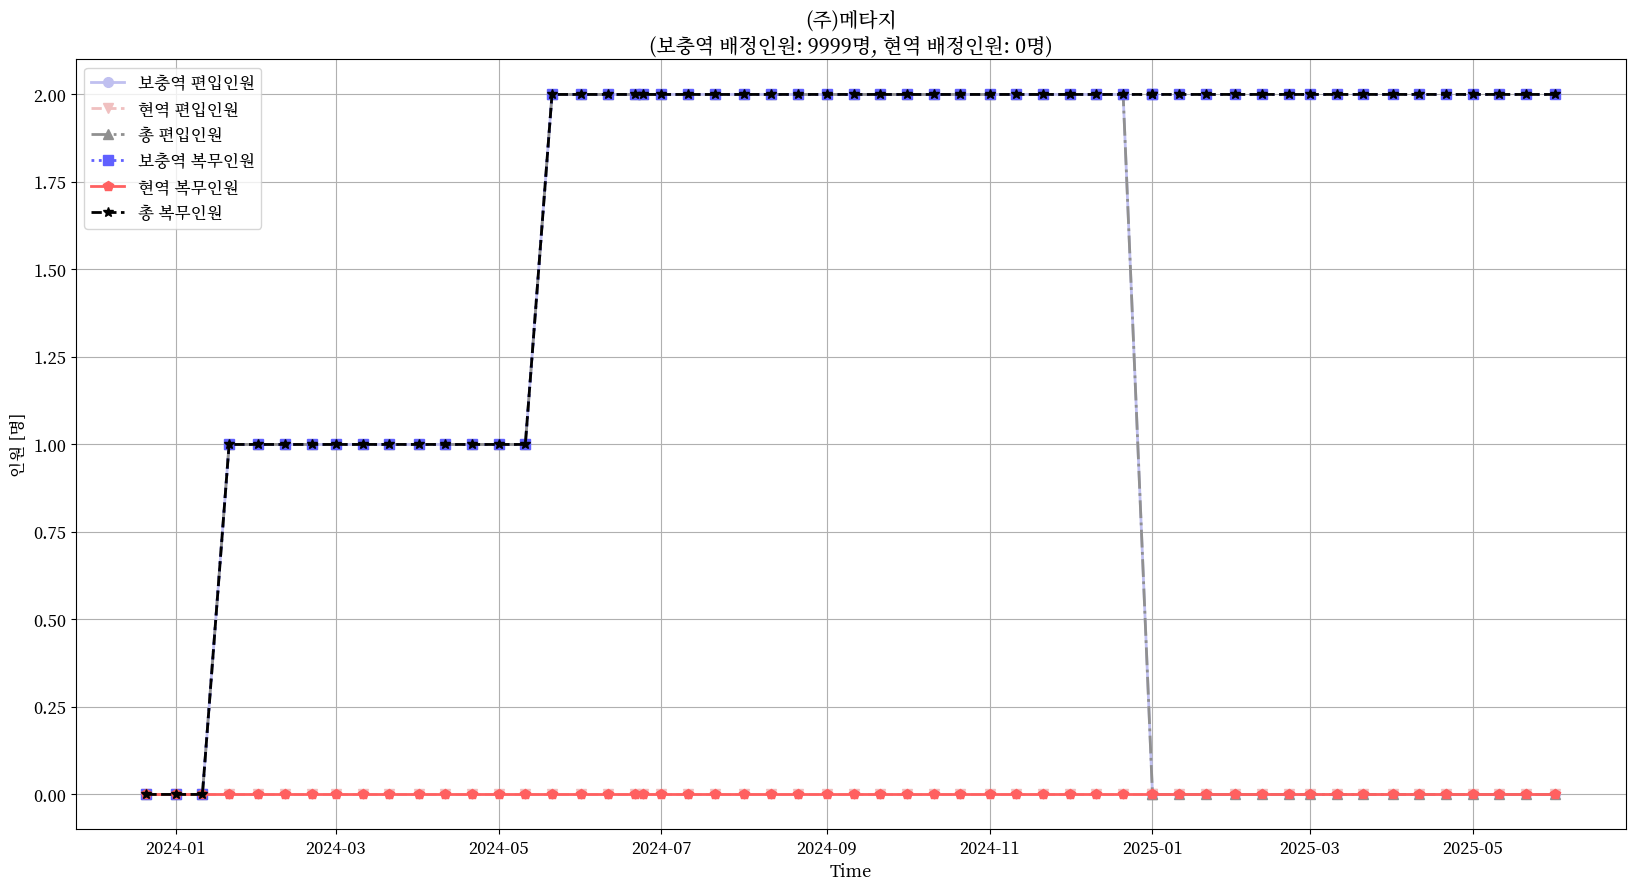 (주)메타지
(보충역 배정인원: 9999명, 현역 배정인원: 0명)
보충역 편입인원
현역 편입인원
총 편입인원
보충역 복무인원
현역 복무인원
총 복무인원
2.00
1.75
1.50
1.25
1.00
0.75
0.50
0.25
0.00
인원 [명]
2024-01 2024-03 2024-05 2024-07 2024-09 2024-11 2025-01 2025-03 2025-05
Time